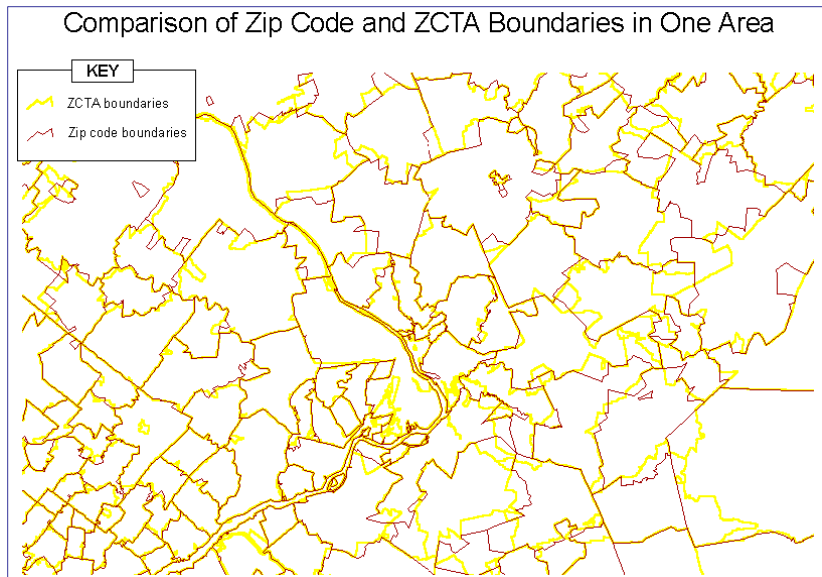 Comparison of Zip Code and ZCTA Boundaries in One Area
KEY
ZCTA boundaries
Zip code boundaries